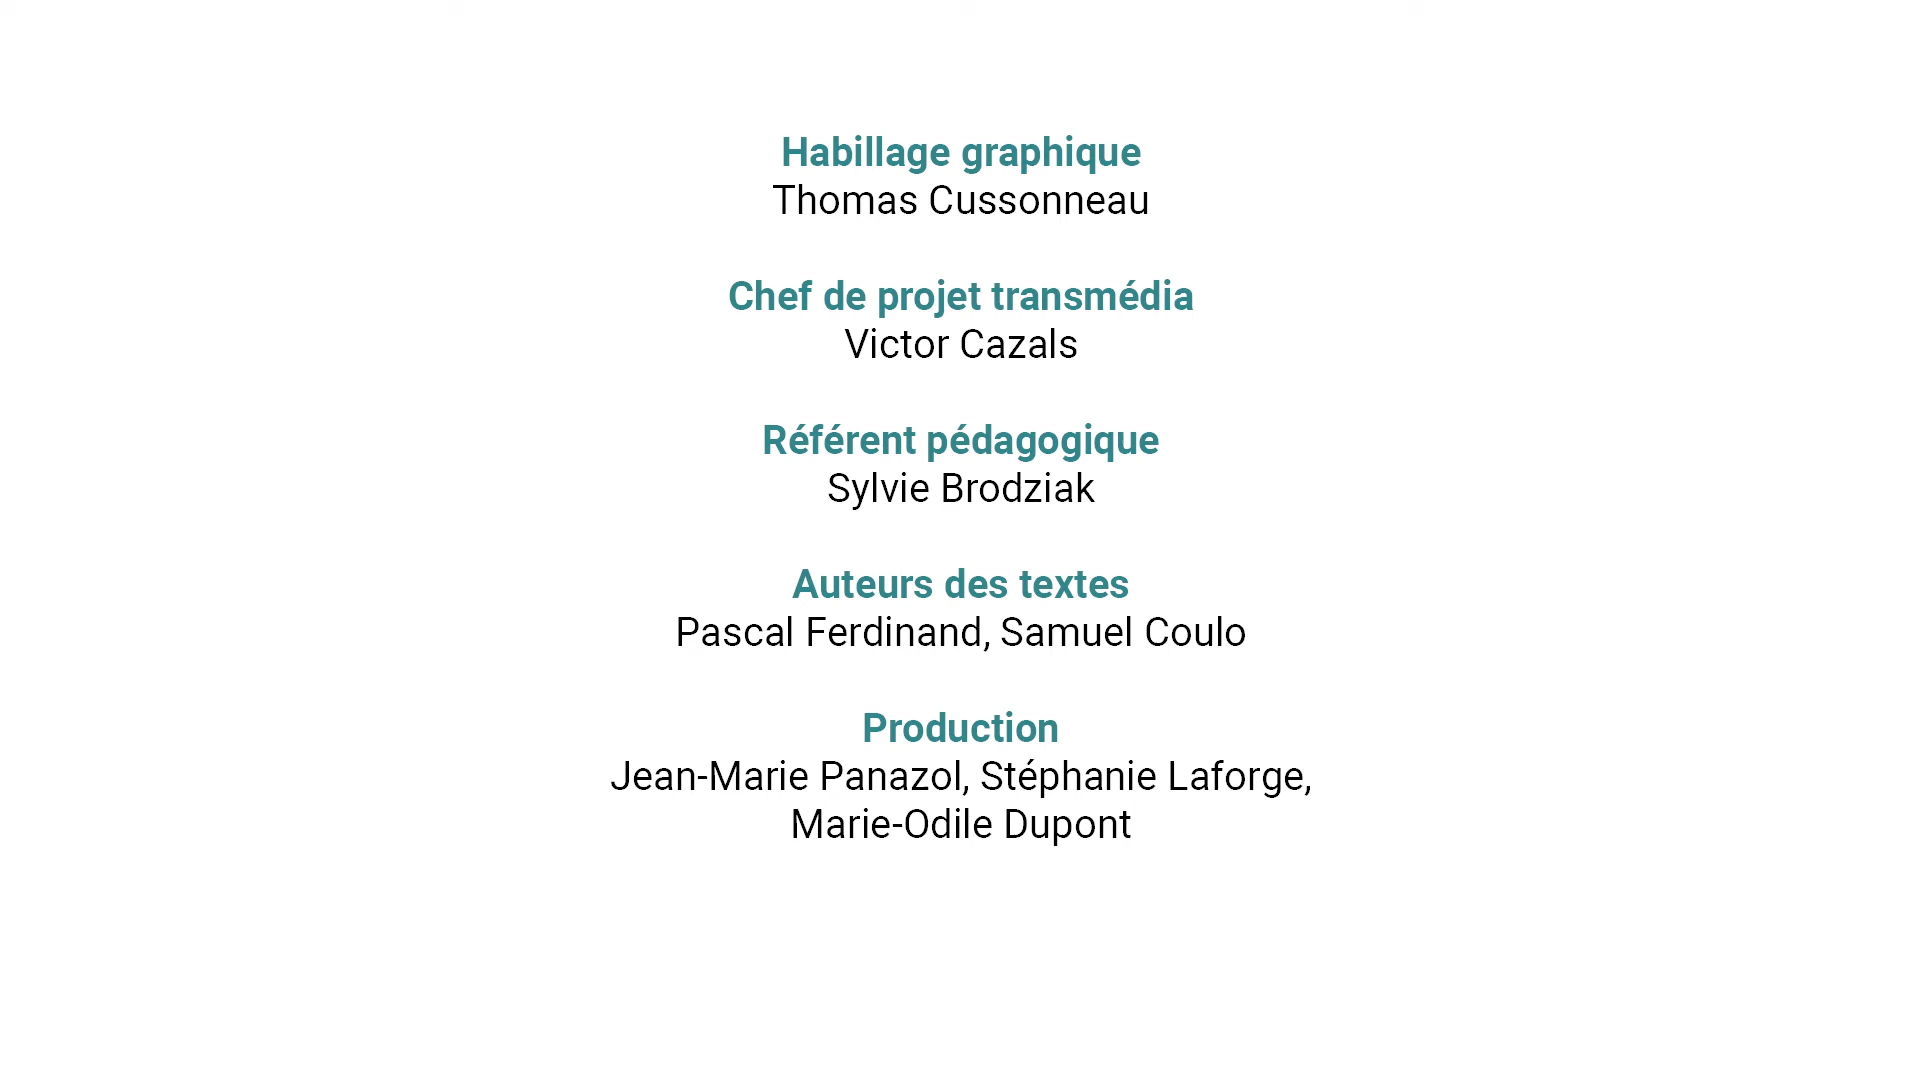 Habillage graphique
Thomas Cussonneau
Chef de projet transmédia
Victor Cazals
Référent pédagogique
Sylvie Brodziak
Auteurs des textes
Pascal Ferdinand, Samuel Coulo
Production
Jean-Marie Panazol, Stéphanie Laforge,
Marie-Odile Dupont